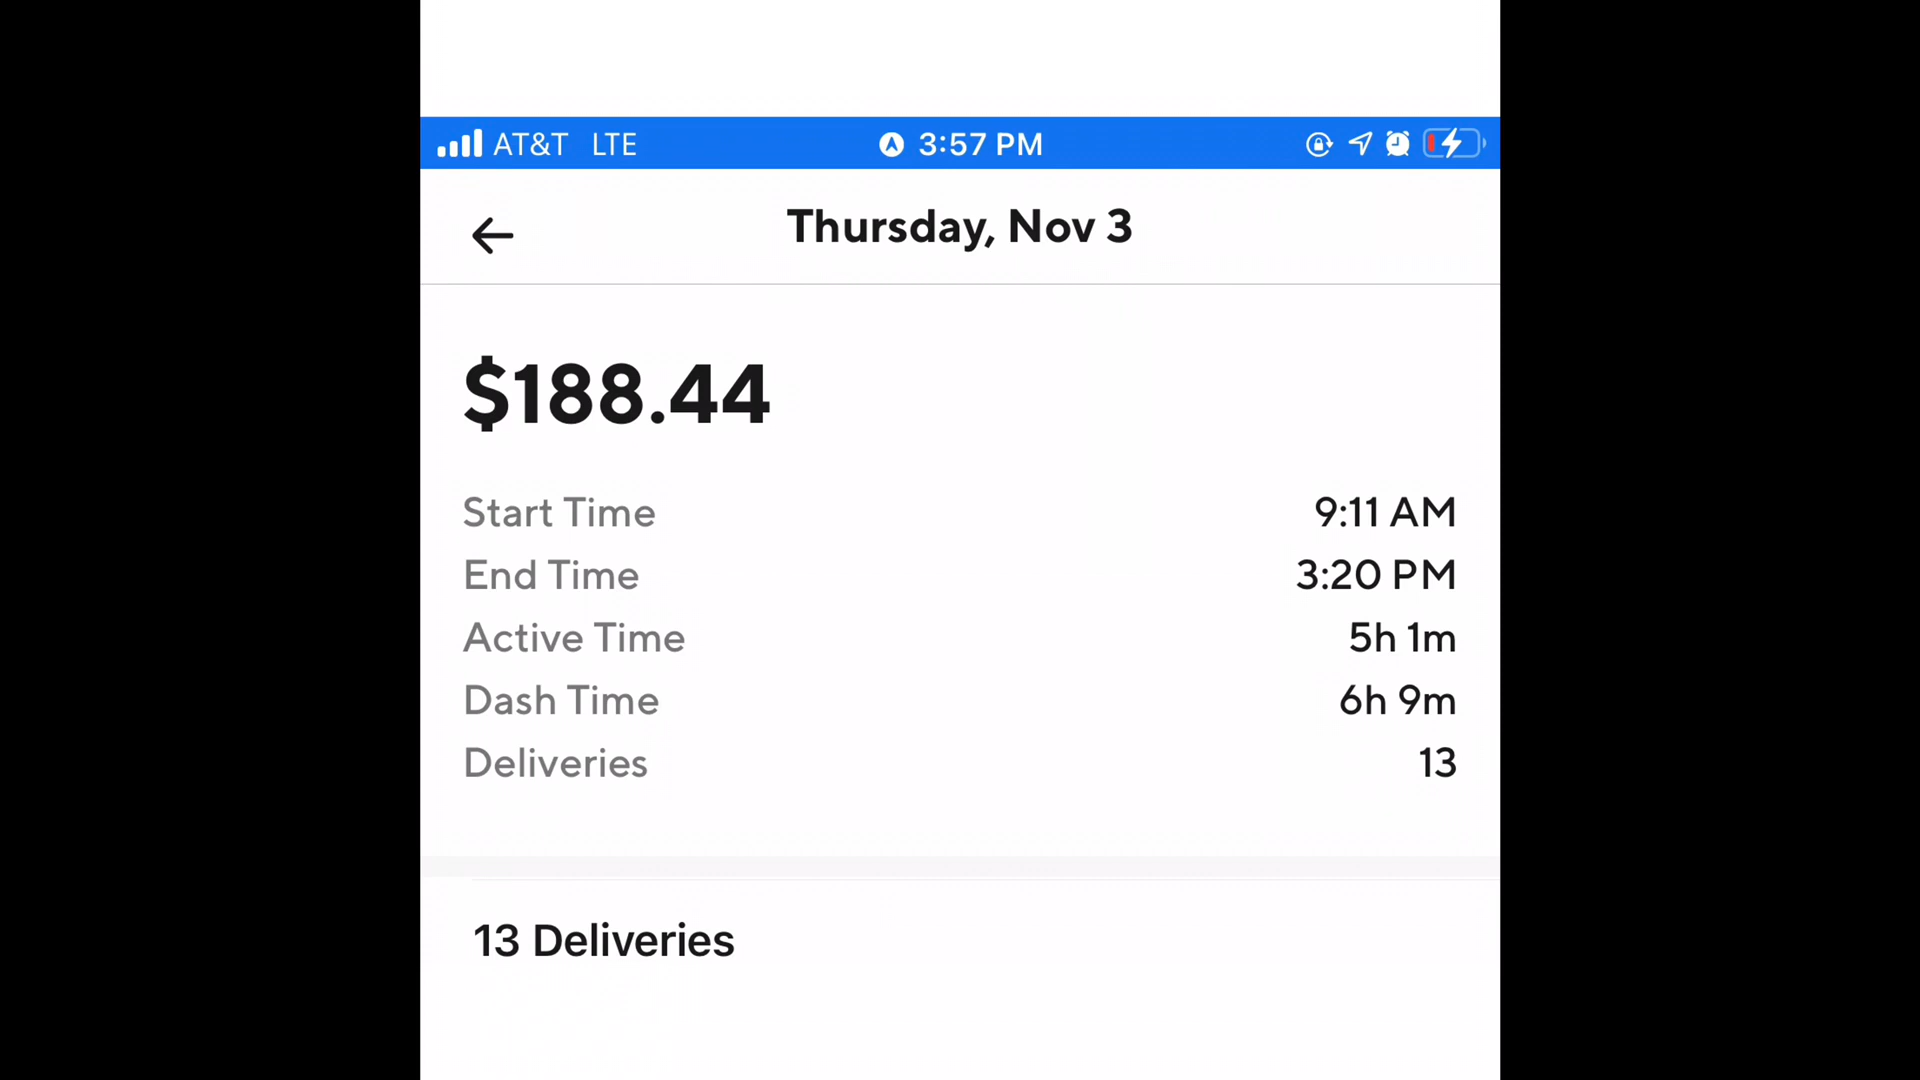 AT&T LTE 3:57 PM
Thursday, Nov 3
$188.44
Start Time 9:11 AM
End Time 3:20 PM
Active Time 5h 1m
Dash Time 6h 9m
Deliveries 13
13 Deliveries